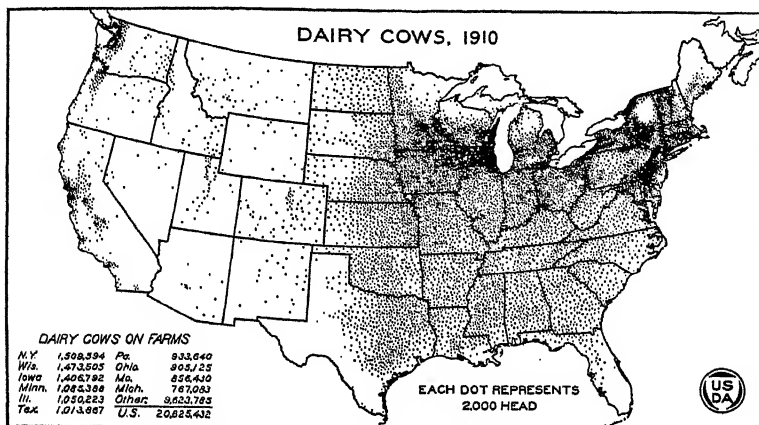 DAIRY COWS, 1910
DAIRY COWS ON FARMS
N.Y. 1,509,594 Pa. 933,640
Wis. 1,473,505 Ohio 905,125
Iowa 1,406,792 Mo. 856,430
Minn. 1,085,388 Mich. 767,083
Ill. 1,050,223 Other 9,623,785
Tex. 1,013,867 U.S. 20,625,432
EACH DOT REPRESENTS
2,000 HEAD
US
DA